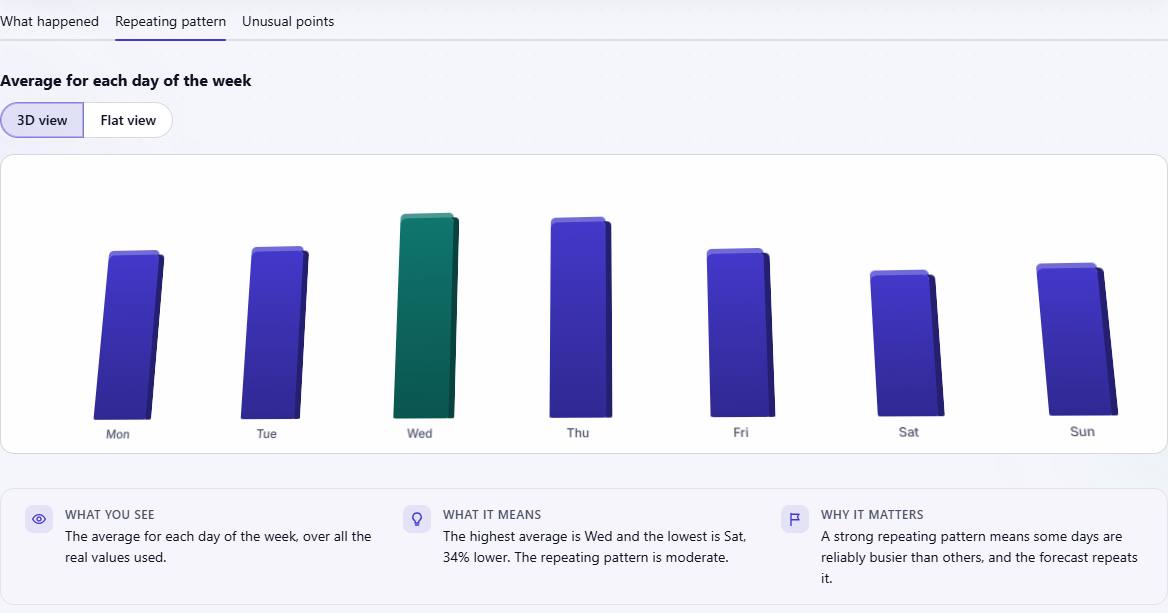 What happened
Repeating pattern
Unusual points
Average for each day of the week
3D view
Flat view
Mon
Tue
Wed
Thu
Fri
Sat
Sun
WHAT YOU SEE
The average for each day of the week, over all the
real values used.
WHAT IT MEANS
The highest average is Wed and the lowest is Sat,
34% lower. The repeating pattern is moderate.
WHY IT MATTERS
A strong repeating pattern means some days are
reliably busier than others, and the forecast repeats
it.